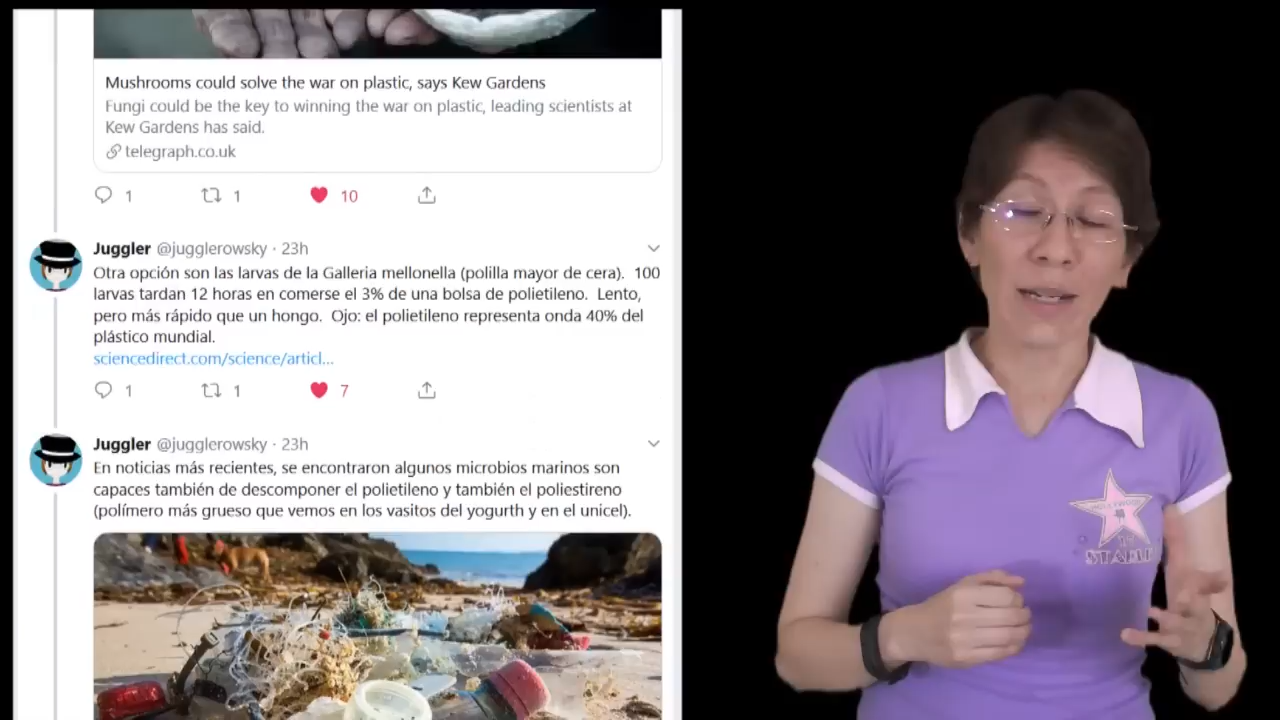 Mushrooms could solve the war on plastic, says Kew Gardens
Fungi could be the key to winning the war on plastic, leading scientists at
Kew Gardens has said.
telegraph.co.uk
1 1 10
Juggler @jugglerowsky · 23h
Otra opción son las larvas de la Galleria mellonella (polilla mayor de cera). 100
larvas tardan 12 horas en comerse el 3% de una bolsa de polietileno. Lento,
pero más rápido que un hongo. Ojo: el polietileno representa onda 40% del
plástico mundial.
sciencedirect.com/science/articl...
1 1 7
Juggler @jugglerowsky · 23h
En noticias más recientes, se encontraron algunos microbios marinos son
capaces también de descomponer el polietileno y también el poliestireno
(polímero más grueso que vemos en los vasitos del yogurth y en el unicel).